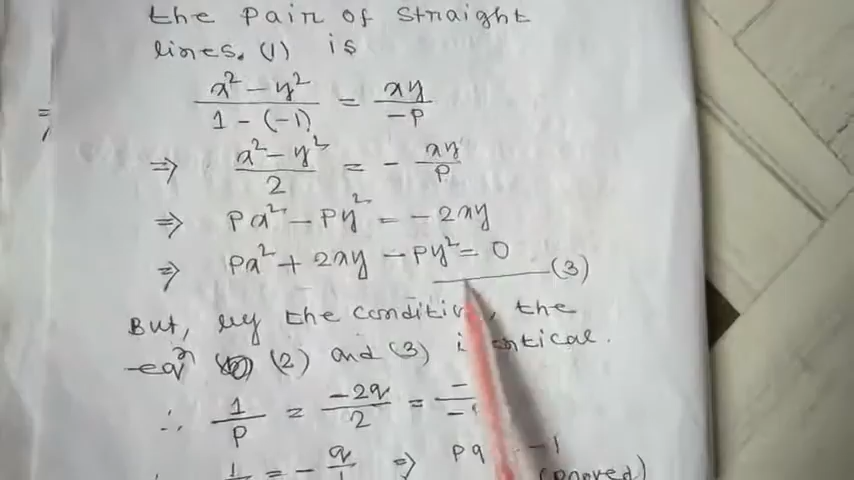 the pair of straight
lines. (1) is
x² - y² / 1 - (-1) = xy / -P
⇒ x² - y² / 2 = - xy / P
⇒ Px² - Py² = - 2xy
⇒ Px² + 2xy - Py² = 0 (3)
But, by the condition, the
eqⁿ (2) and (3) identical.
∴ 1 / P = -2q / 2 =
= - q ⇒ Pq -1
(proved)